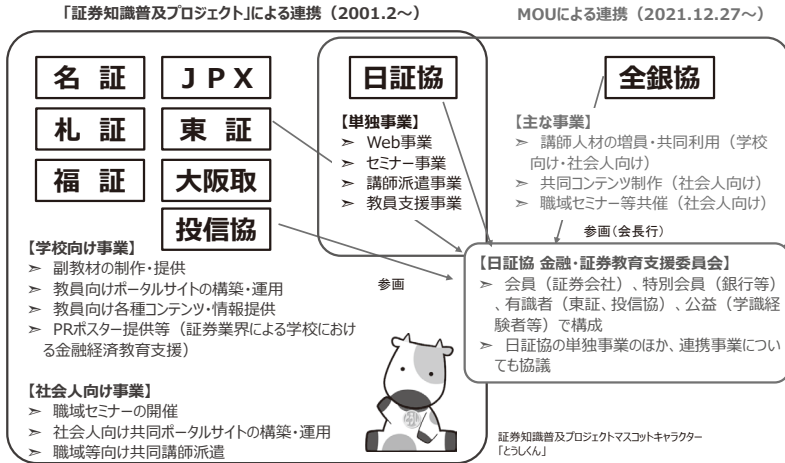 「証券知識普及プロジェクト」による連携（2001.2～）
MOUによる連携（2021.12.27～）
名　証
ＪＰＸ
日証協
全銀協
札　証
東　証
福　証
大阪取
投信協
【単独事業】
➣ Web事業
➣ セミナー事業
➣ 講師派遣事業
➣ 教員支援事業
【主な事業】
➣ 講師人材の増員・共同利用（学校
向け・社会人向け）
➣ 共同コンテンツ制作（社会人向け）
➣ 職域セミナー等共催（社会人向け）
参画（会長行）
【学校向け事業】
➣ 副教材の制作・提供
➣ 教員向けポータルサイトの構築・運用
➣ 教員向け各種コンテンツ・情報提供
➣ PRポスター提供等（証券業界による学校におけ
る金融経済教育支援）
参画
【日証協 金融・証券教育支援委員会】
➣ 会員（証券会社）、特別会員（銀行等）
、有識者（東証、投信協）、公益（学識経
験者等）で構成
➣ 日証協の単独事業のほか、連携事業につい
ても協議
【社会人向け事業】
➣ 職域セミナーの開催
➣ 社会人向け共同ポータルサイトの構築・運用
➣ 職域等向け共同講師派遣
証券知識普及プロジェクトマスコットキャラクター
「とうしくん」